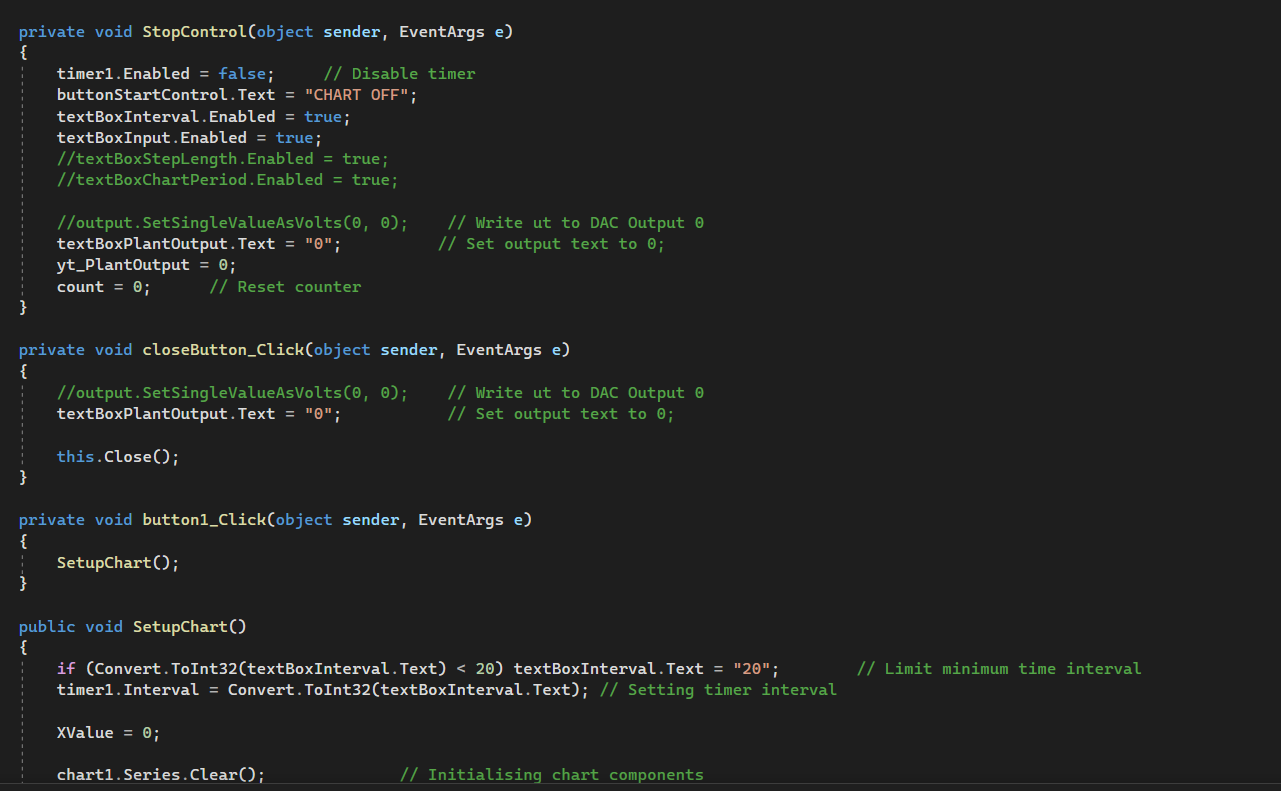 private void StopControl(object sender, EventArgs e)
{
    timer1.Enabled = false;     // Disable timer
    buttonStartControl.Text = "CHART OFF";
    textBoxInterval.Enabled = true;
    textBoxInput.Enabled = true;
    //textBoxStepLength.Enabled = true;
    //textBoxChartPeriod.Enabled = true;

    //output.SetSingleValueAsVolts(0, 0);    // Write ut to DAC Output 0
    textBoxPlantOutput.Text = "0";          // Set output text to 0;
    yt_PlantOutput = 0;
    count = 0;      // Reset counter
}

private void closeButton_Click(object sender, EventArgs e)
{
    //output.SetSingleValueAsVolts(0, 0);    // Write ut to DAC Output 0
    textBoxPlantOutput.Text = "0";           // Set output text to 0;

    this.Close();
}

private void button1_Click(object sender, EventArgs e)
{
    SetupChart();
}

public void SetupChart()
{
    if (Convert.ToInt32(textBoxInterval.Text) < 20) textBoxInterval.Text = "20";        // Limit minimum time interval
    timer1.Interval = Convert.ToInt32(textBoxInterval.Text); // Setting timer interval

    XValue = 0;

    chart1.Series.Clear();              // Initialising chart components